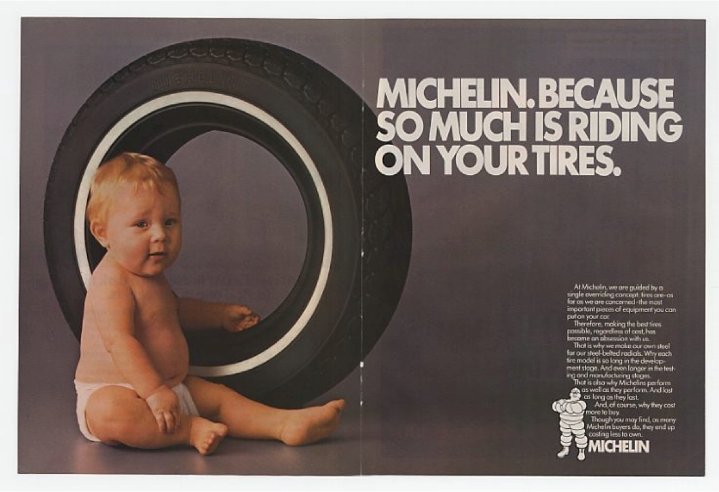 MICHELIN. BECAUSE
SO MUCH IS RIDING
ON YOUR TIRES.
At Michelin, we are guided by a
single overriding concept: tires are–as
far as we are concerned–the most
important pieces of equipment you can
put on your car.
Therefore, making the best tires
possible, regardless of cost, has
become an obsession with us.
That is why we make our own steel
for our steel-belted radials. Why each
tire model is so long in the develop-
ment stage. And even longer in the test-
ing and manufacturing stages.
That is also why Michelins perform
as well as they perform. And last
as long as they last.
And, of course, why they cost
more to buy.
Though you may find, as many
Michelin buyers do, they end up
costing less to own.
MICHELIN